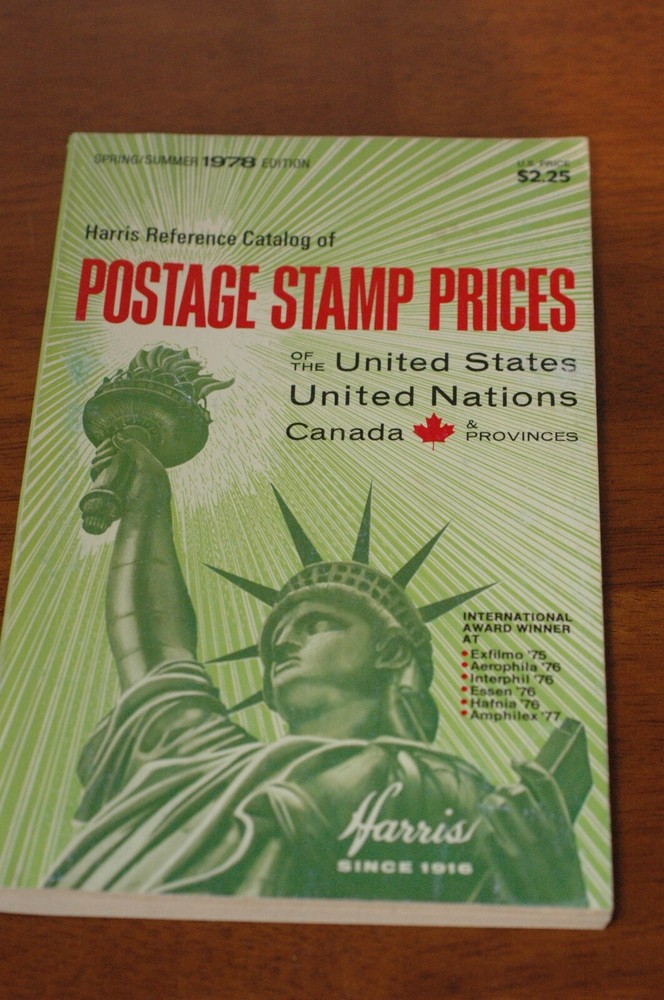 SPRING/SUMMER 1978 EDITION
U.S. PRICE
$2.25
Harris Reference Catalog of
POSTAGE STAMP PRICES
OF THE United States
United Nations
Canada & PROVINCES
INTERNATIONAL
AWARD WINNER
AT
• Exfilmo '75
• Aerophila '76
• Interphil '76
• Essen '76
• Hafnia '76
• Amphilex '77
Harris
SINCE 1916